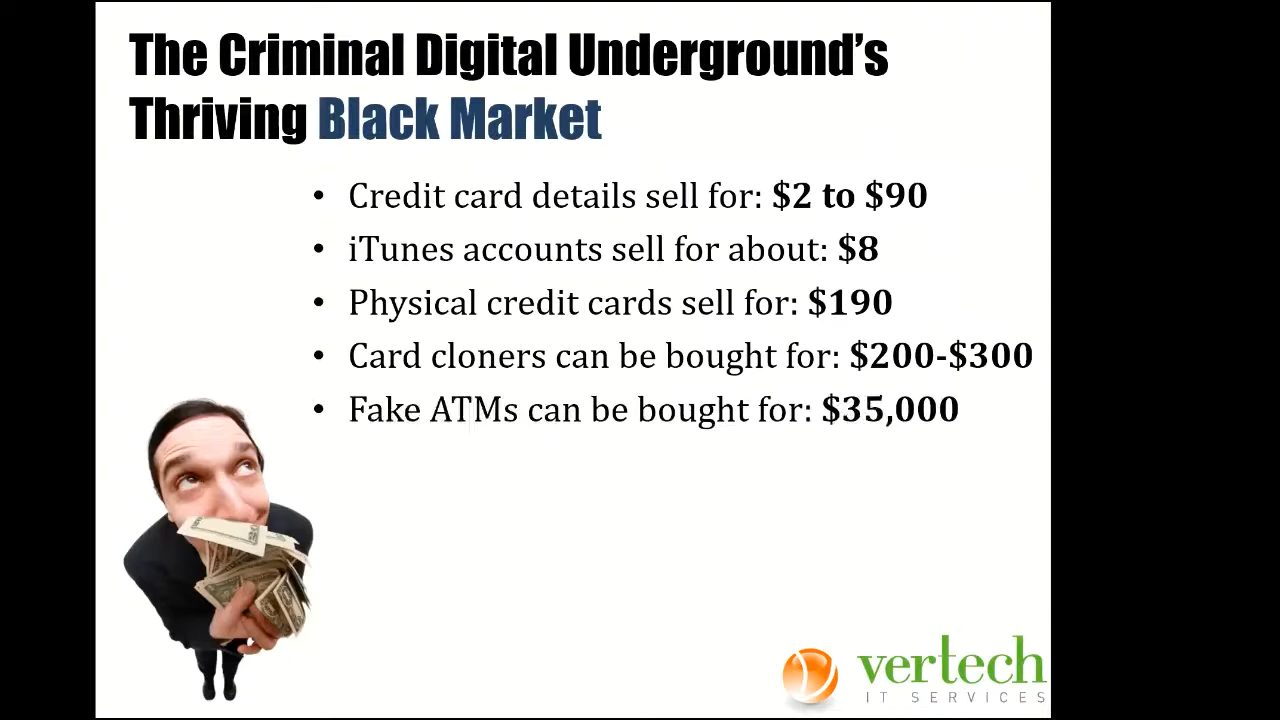 The Criminal Digital Underground's
Thriving Black Market
• Credit card details sell for: $2 to $90
• iTunes accounts sell for about: $8
• Physical credit cards sell for: $190
• Card cloners can be bought for: $200-$300
• Fake ATMs can be bought for: $35,000
vertech
IT SERVICES